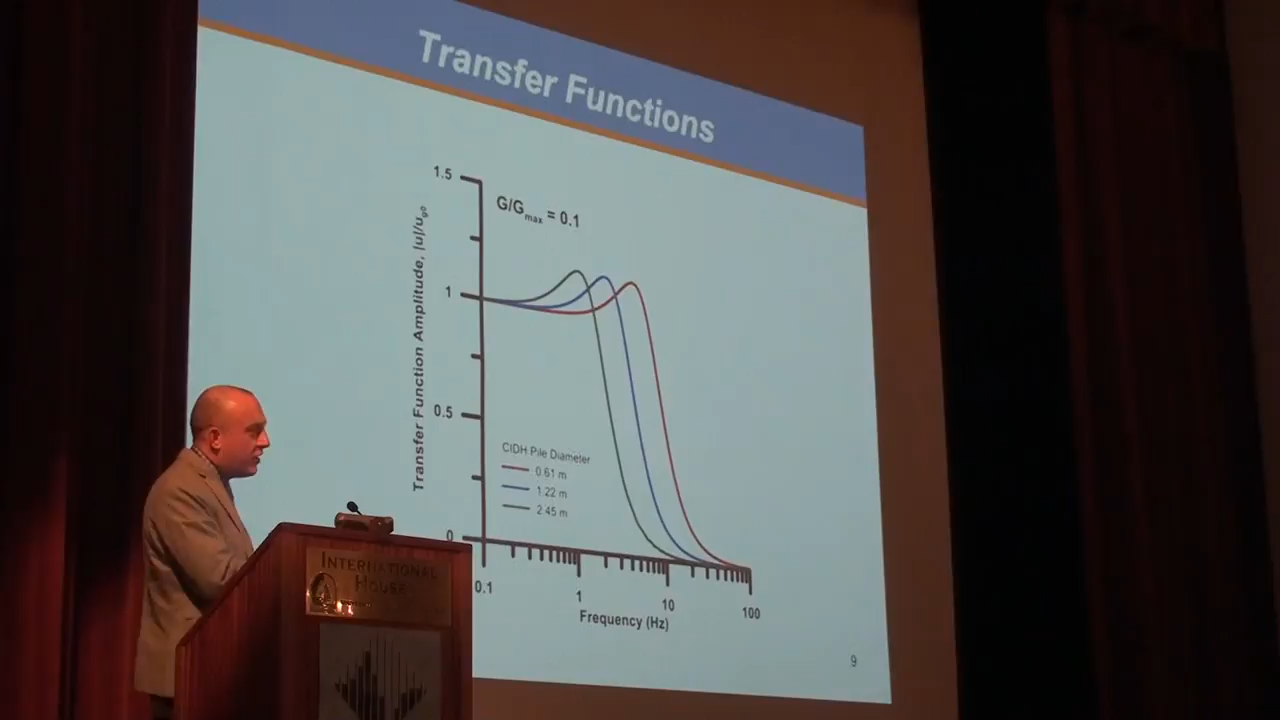 Transfer Functions
1.5
G/Gmax = 0.1
Transfer Function Amplitude, |u|/ug0
1
0.5
CIDH Pile Diameter
0.61 m
1.22 m
2.45 m
0
0.1
1
10
100
Frequency (Hz)
9
INTERNATIONAL
HOUSE